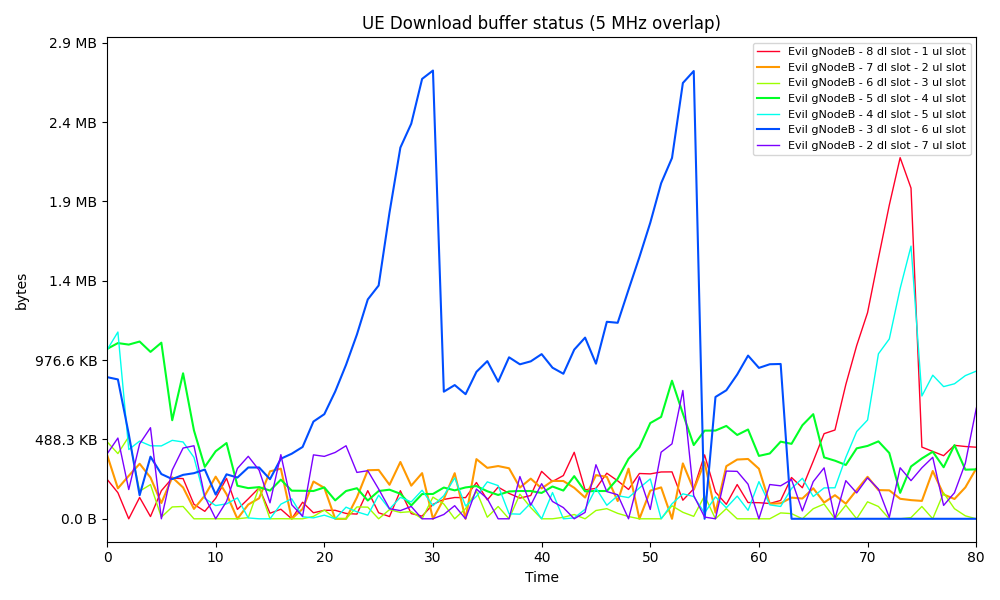 UE Download buffer status (5 MHz overlap)
2.9 MB
2.4 MB
1.9 MB
1.4 MB
976.6 KB
488.3 KB
0.0 B
bytes
Evil gNodeB - 8 dl slot - 1 ul slot
Evil gNodeB - 7 dl slot - 2 ul slot
Evil gNodeB - 6 dl slot - 3 ul slot
Evil gNodeB - 5 dl slot - 4 ul slot
Evil gNodeB - 4 dl slot - 5 ul slot
Evil gNodeB - 3 dl slot - 6 ul slot
Evil gNodeB - 2 dl slot - 7 ul slot
0 10 20 30 40 50 60 70 80
Time